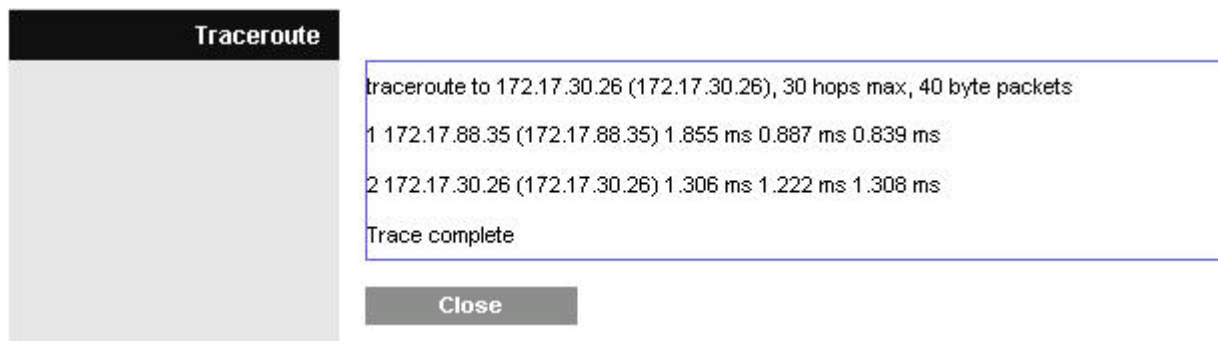 Traceroute
traceroute to 172.17.30.26 (172.17.30.26), 30 hops max, 40 byte packets
1 172.17.88.35 (172.17.88.35) 1.855 ms 0.887 ms 0.839 ms
2 172.17.30.26 (172.17.30.26) 1.306 ms 1.222 ms 1.308 ms
Trace complete
Close